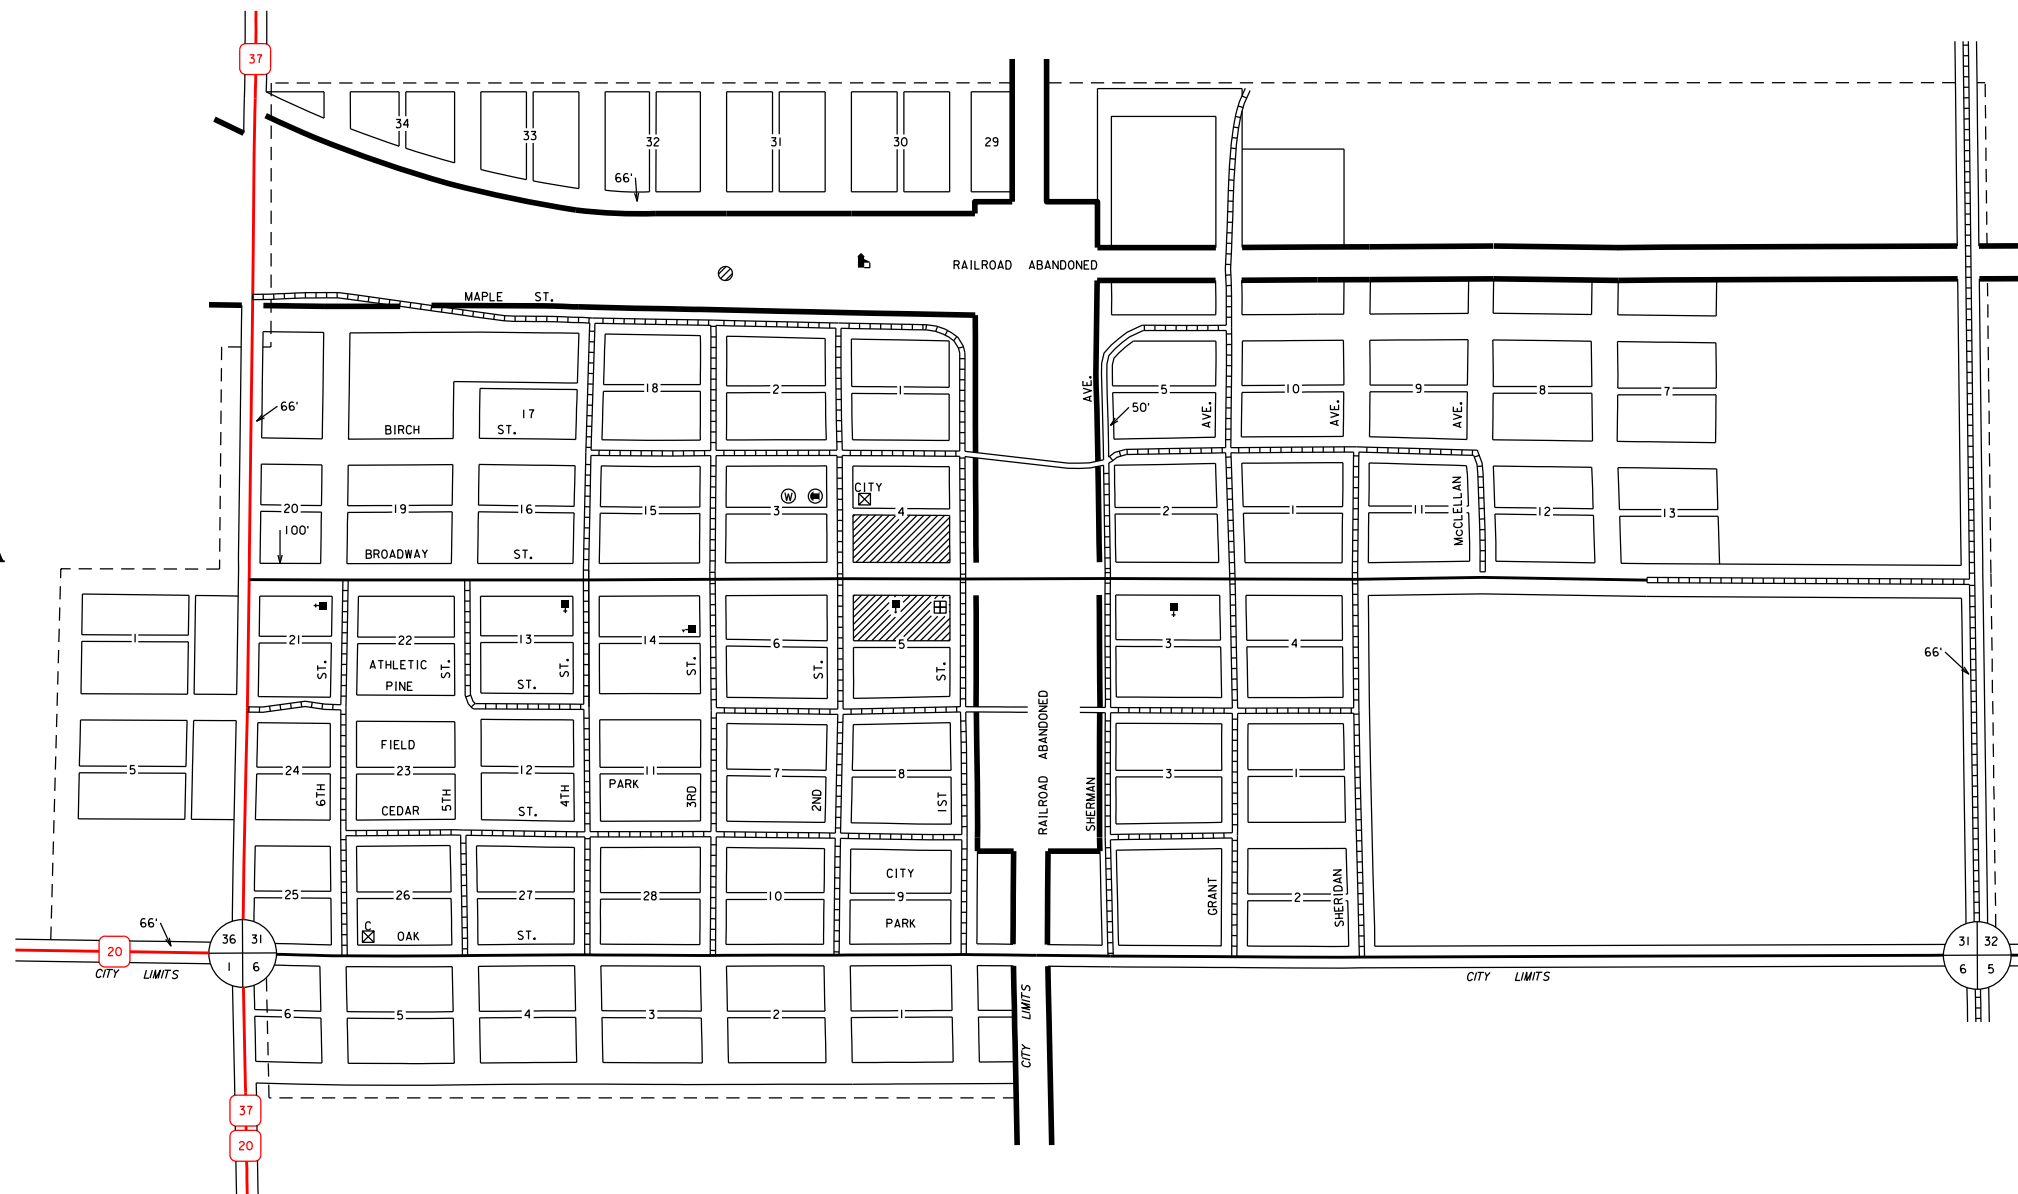 37
34
33
32
31
30
29
66'
RAILROAD ABANDONED
MAPLE ST.
18
2
1
AVE.
5
10
9
8
7
66'
17
50'
AVE.
AVE.
AVE.
BIRCH ST.
W
CITY
20
19
16
15
3
4
2
1
11
McCLELLAN
12
13
100'
BROADWAY ST.
1
21
22
13
14
6
5
3
4
66'
ST.
ATHLETIC
ST.
ST.
ST.
ST.
ST.
PINE ST.
RAILROAD ABANDONED
FIELD
5
24
23
12
11
7
8
3
1
PARK
6TH
5TH
4TH
3RD
2ND
1ST
SHERMAN
CEDAR ST.
CITY
25
26
27
28
10
9
GRANT
2
SHERIDAN
66'
C
OAK ST.
PARK
36 31
1 6
31 32
6 5
20
CITY LIMITS
CITY LIMITS
CITY LIMITS
6
5
4
3
2
1
37
20